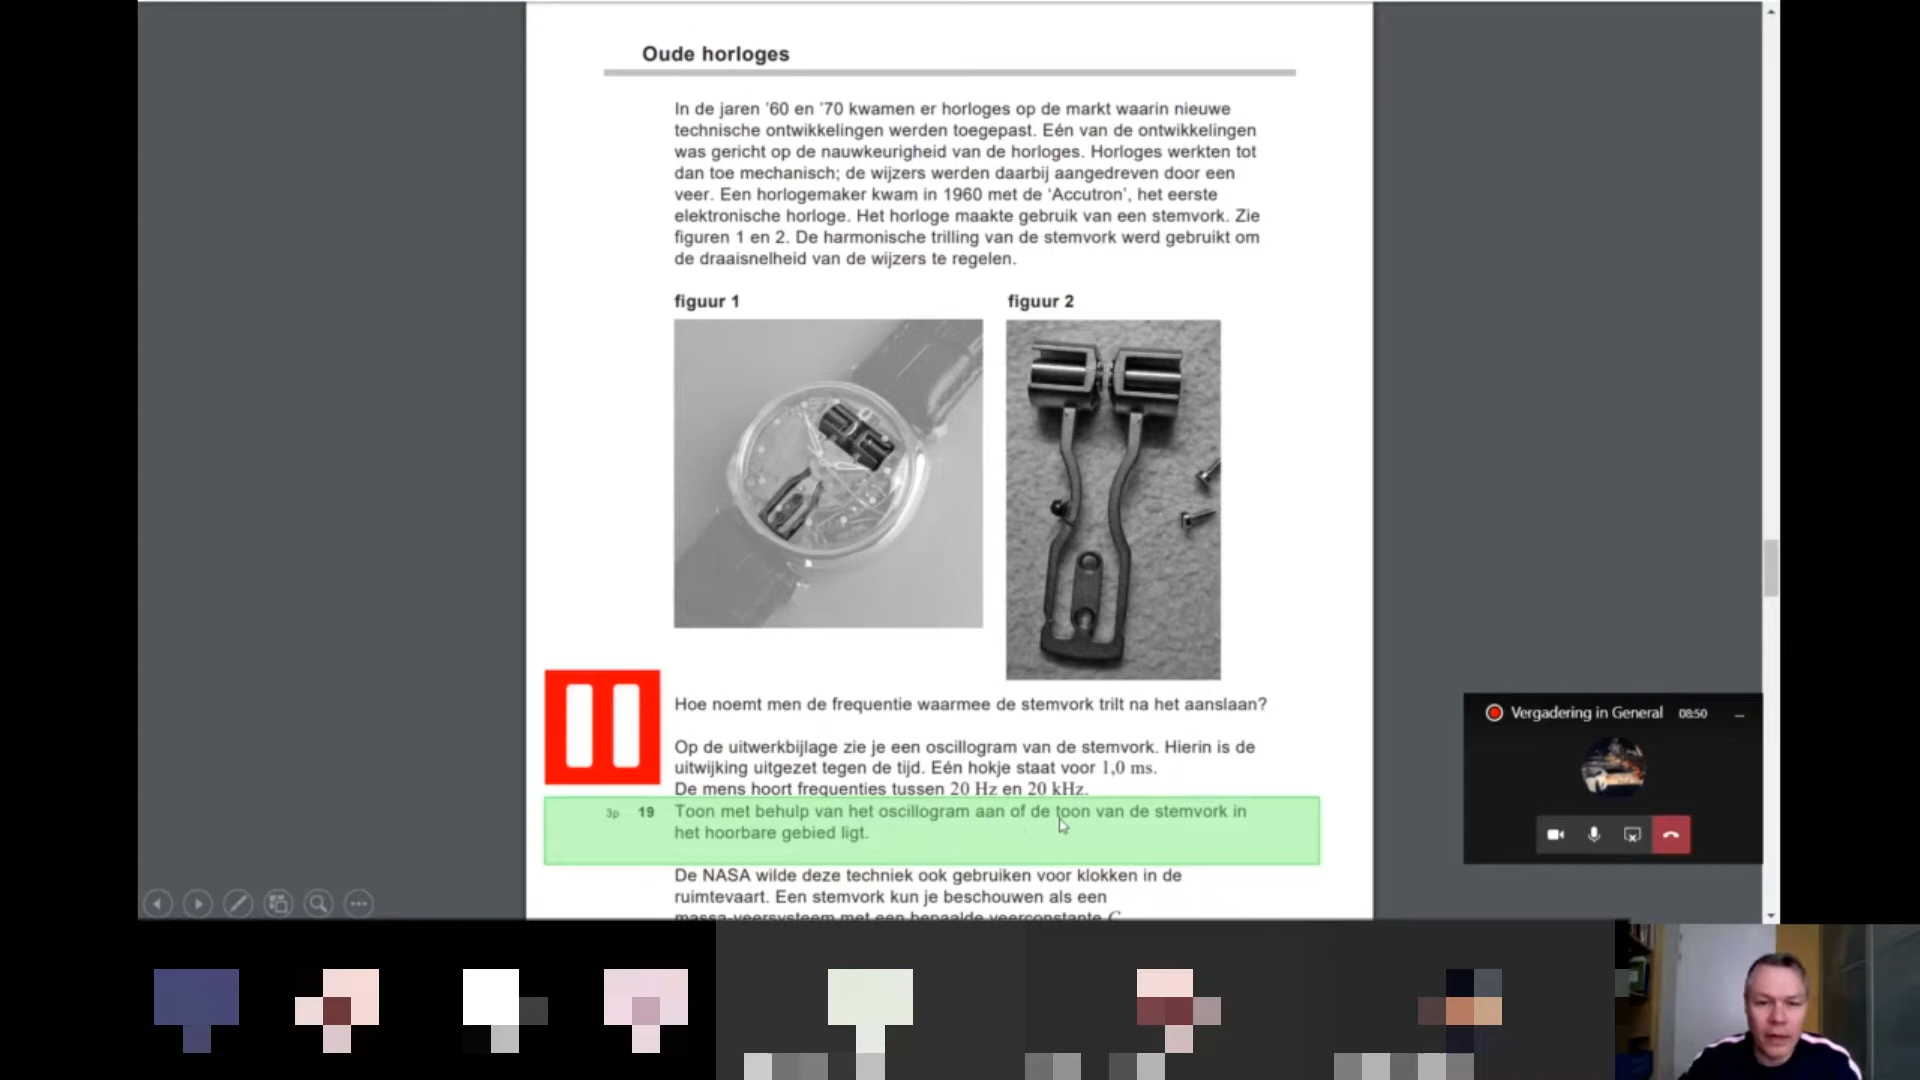 Oude horloges
In de jaren '60 en '70 kwamen er horloges op de markt waarin nieuwe
technische ontwikkelingen werden toegepast. Eén van de ontwikkelingen
was gericht op de nauwkeurigheid van de horloges. Horloges werkten tot
dan toe mechanisch; de wijzers werden daarbij aangedreven door een
veer. Een horlogemaker kwam in 1960 met de 'Accutron', het eerste
elektronische horloge. Het horloge maakte gebruik van een stemvork. Zie
figuren 1 en 2. De harmonische trilling van de stemvork werd gebruikt om
de draaisnelheid van de wijzers te regelen.
figuur 1
figuur 2
Hoe noemt men de frequentie waarmee de stemvork trilt na het aanslaan?
Op de uitwerkbijlage zie je een oscillogram van de stemvork. Hierin is de
uitwijking uitgezet tegen de tijd. Eén hokje staat voor 1,0 ms.
De mens hoort frequenties tussen 20 Hz en 20 kHz.
3p 19 Toon met behulp van het oscillogram aan of de toon van de stemvork in
het hoorbare gebied ligt.
De NASA wilde deze techniek ook gebruiken voor klokken in de
ruimtevaart. Een stemvork kun je beschouwen als een
massa-veersysteem met een bepaalde veerconstante C
Vergadering in General 08:50